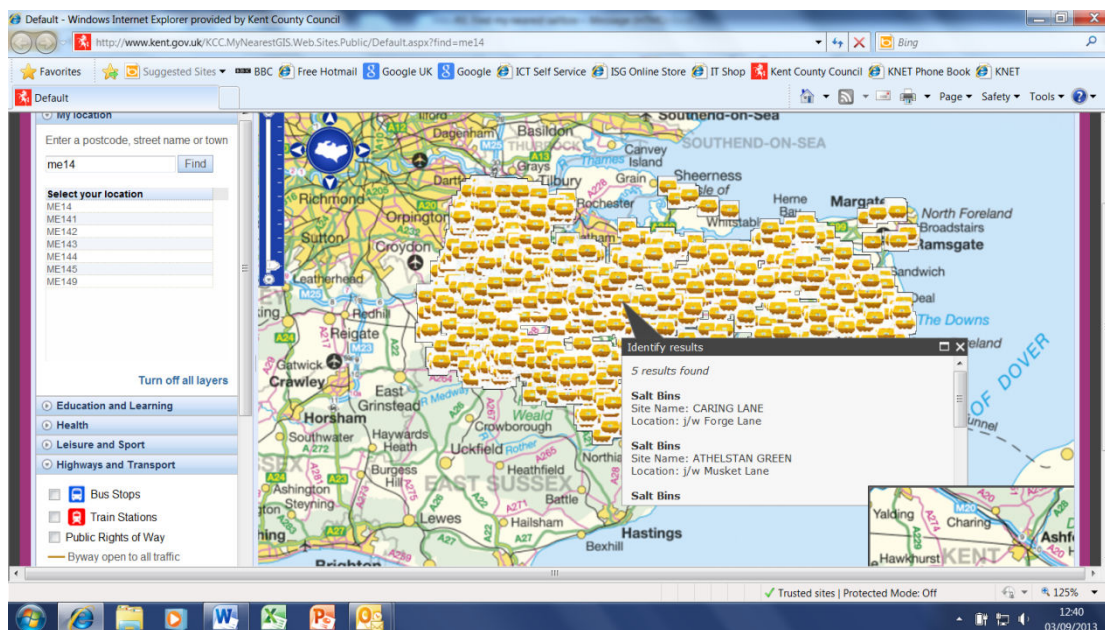 Default - Windows Internet Explorer provided by Kent County Council
http://www.kent.gov.uk/KCC.MyNearestGIS.Web.Sites.Public/Default.aspx?find=me14
Bing
Favorites
Suggested Sites
BBC
Free Hotmail
Google UK
Google
ICT Self Service
ISG Online Store
IT Shop
Kent County Council
KNET Phone Book
KNET
Default
Page
Safety
Tools
My location
Enter a postcode, street name or town
me14
Find
Select your location
ME14
ME141
ME142
ME143
ME144
ME145
ME149
Turn off all layers
Education and Learning
Health
Leisure and Sport
Highways and Transport
Bus Stops
Train Stations
Public Rights of Way
Byway open to all traffic
Ilford
Dagenham
Basildon
Southend-on-Sea
SOUTHEND-ON-SEA
Canvey
Island
Thames
Grays
Tilbury
Grain
Sheerness
Richmond
Rochester
Herne
Orpington
North Foreland
Broadstairs
Ramsgate
Sutton
Croydon
Leatherhead
Sandwich
Deal
The Downs
Redhill
Reigate
Gatwick
Crawley
East
Grinstead
Horsham
Southwater
Haywards
Heath
Weald
Crowborough
Uckfield
Rother
Burgess
Hill
Heathfield
EAST SUSSEX
Ashington
Steyning
Battle
Lewes
Hailsham
Hastings
Bexhill
Brighton
OF DOVER
Identify results
5 results found
Salt Bins
Site Name: CARING LANE
Location: j/w Forge Lane
Salt Bins
Site Name: ATHELSTAN GREEN
Location: j/w Musket Lane
Salt Bins
Yalding
Charing
Hawkhurst
KENT
M20
A20
A274
A229
Trusted sites | Protected Mode: Off
125%
12:40
03/09/2013